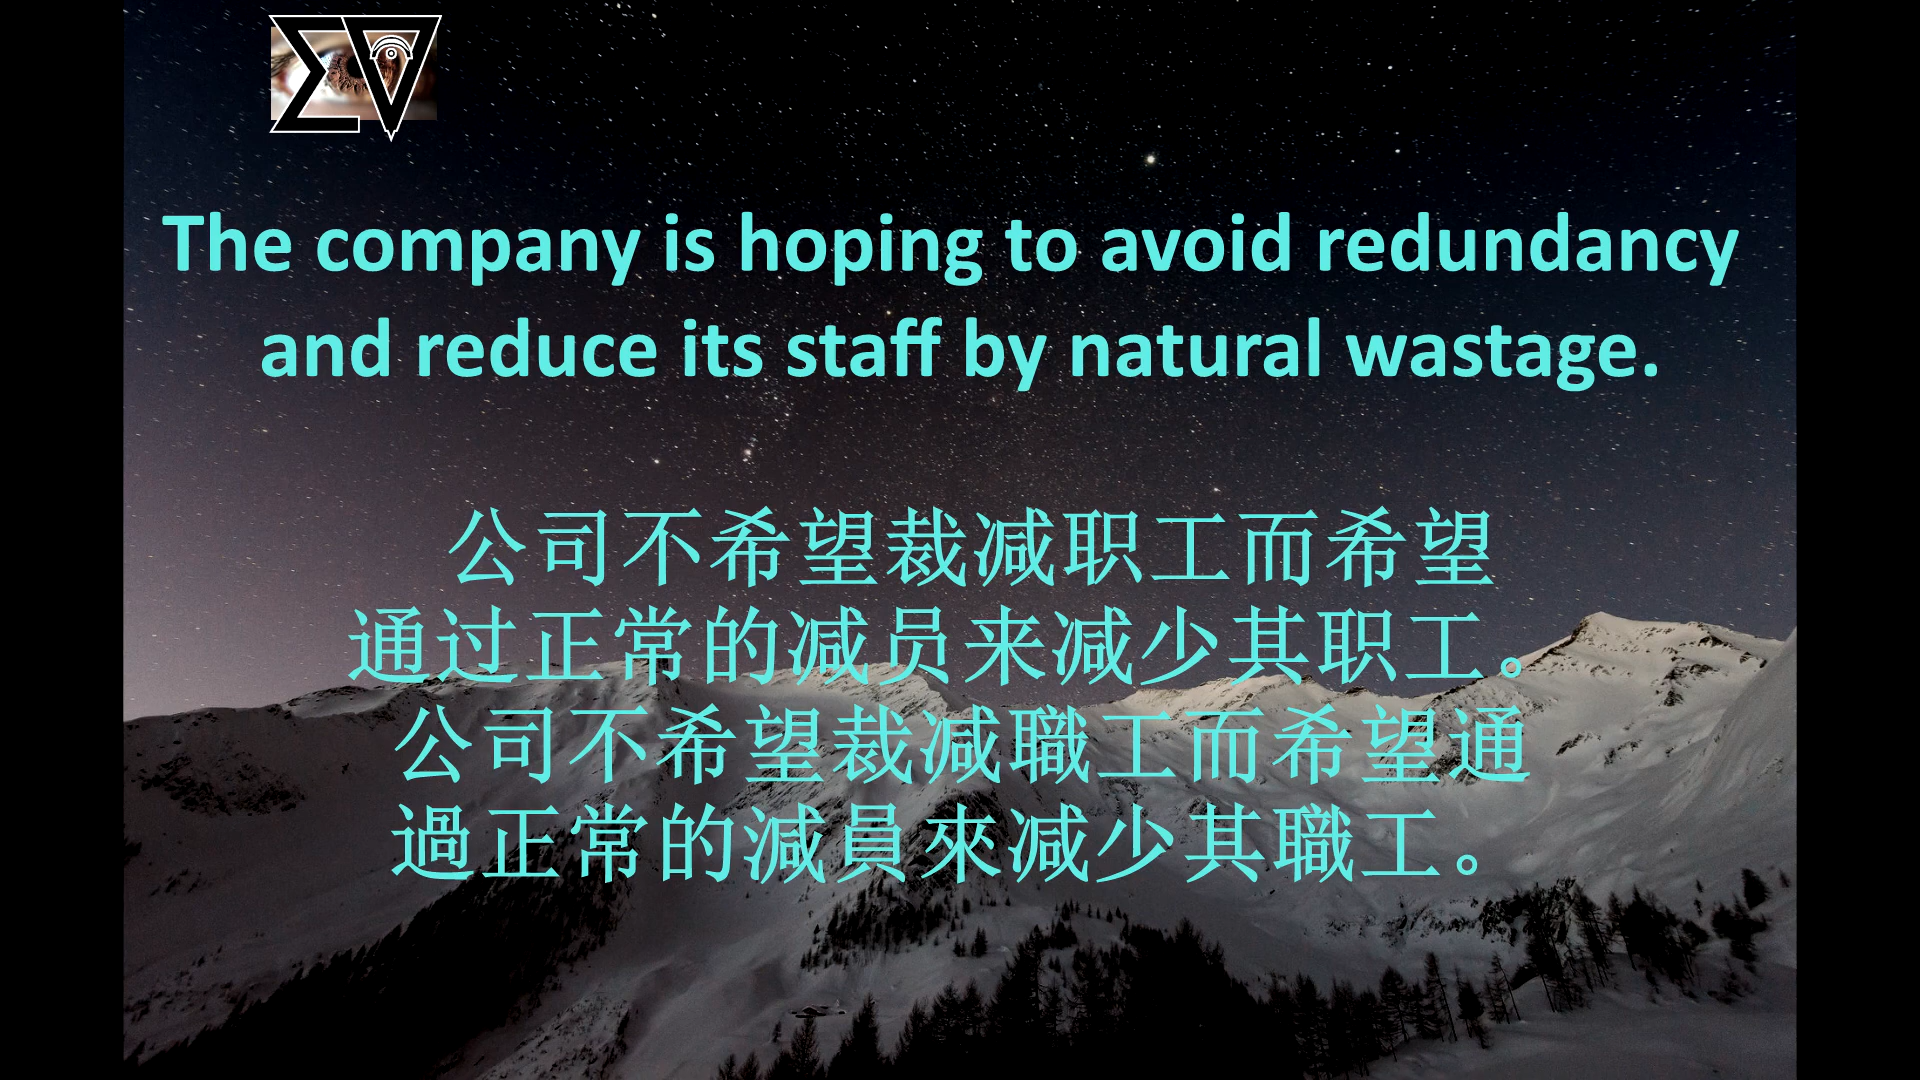 The company is hoping to avoid redundancy
and reduce its staff by natural wastage.
公司不希望裁减职工而希望
通过正常的减员来减少其职工。
公司不希望裁减職工而希望通
過正常的減員來减少其職工。